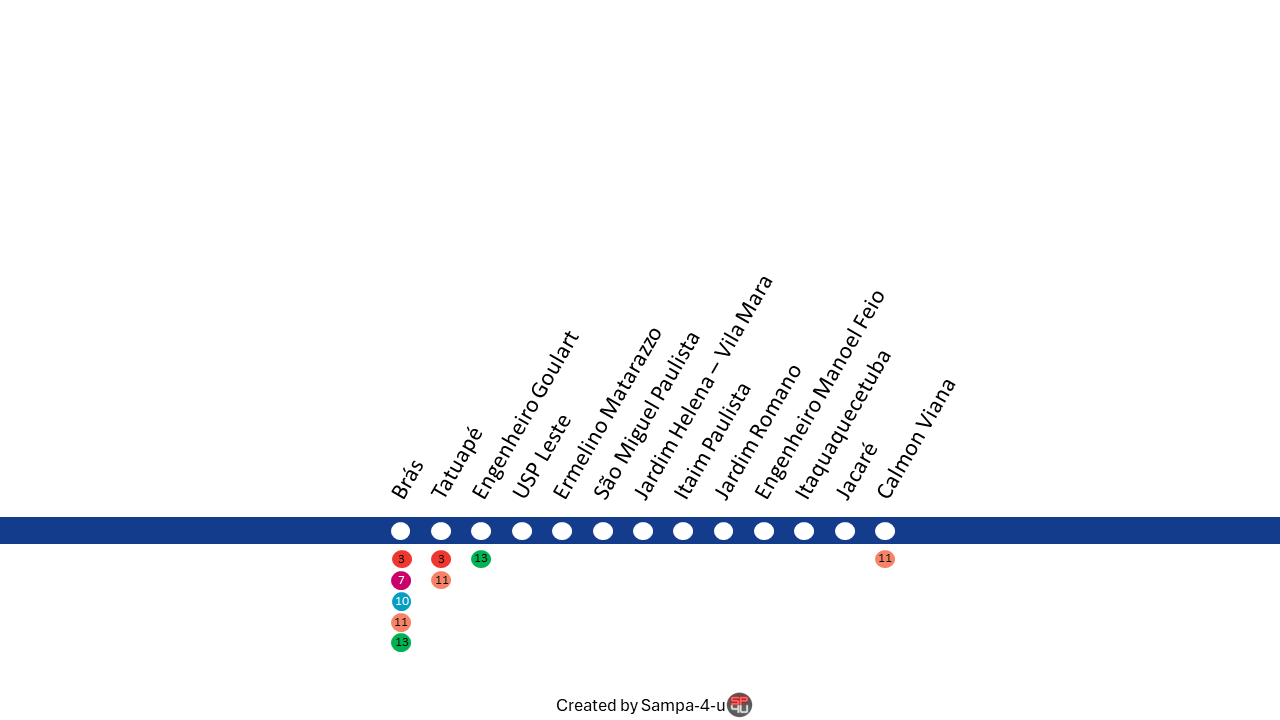 Brás
Tatuapé
Engenheiro Goulart
USP Leste
Ermelino Matarazzo
São Miguel Paulista
Jardim Helena – Vila Mara
Itaim Paulista
Jardim Romano
Engenheiro Manoel Feio
Itaquaquecetuba
Jacaré
Calmon Viana
3 3 13 11
7 11
10
11
13
Created by Sampa-4-u SP4U